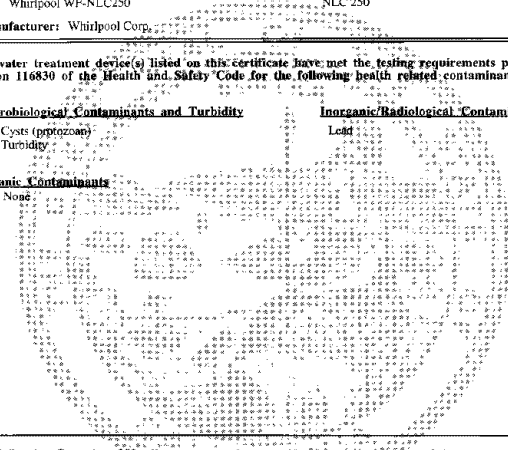 Whirlpool WF-NLC250 NLC 250
nufacturer: Whirlpool Corp.
water treatment device(s) listed on this certificate have met the testing requirements p
on 116830 of the Health and Safety Code for the following health related contaminan
robiological Contaminants and Turbidity Inorganic/Radiological Contam
Cysts (protozoan) Lead
Turbidity
anic Contaminants
None